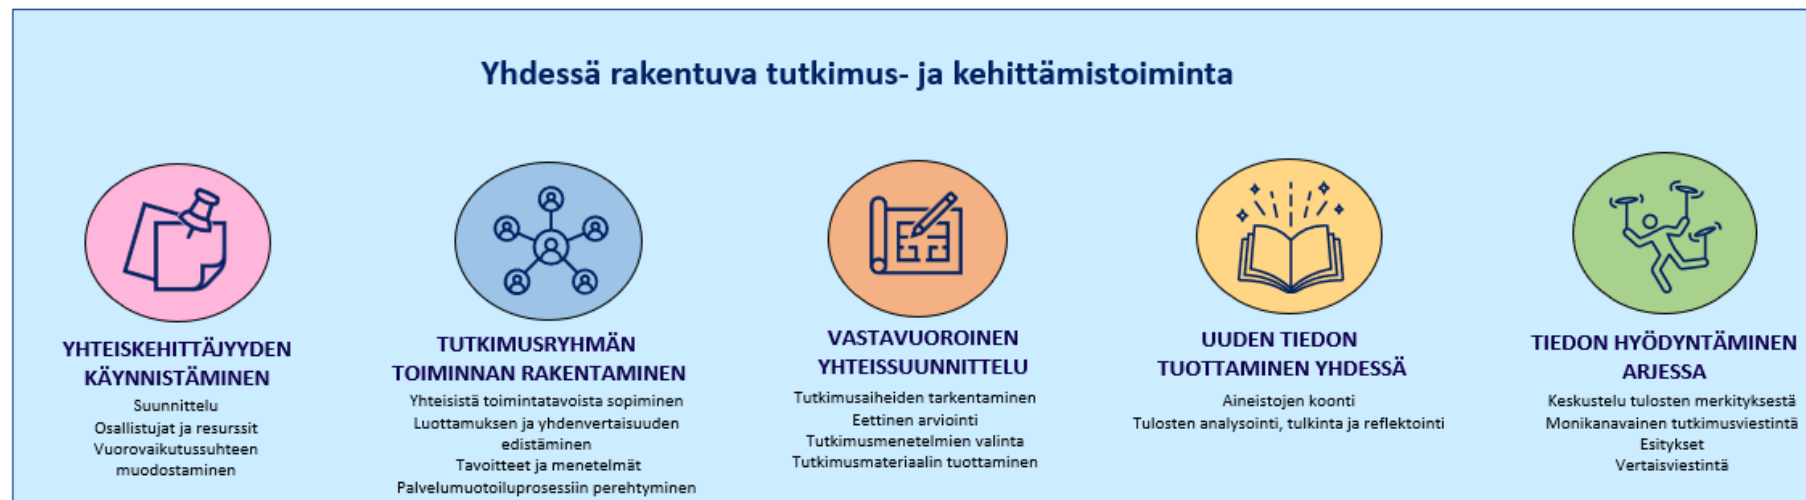 Yhdessä rakentuva tutkimus- ja kehittämistoiminta
YHTEISKEHITTÄJYYDEN
KÄYNNISTÄMINEN
Suunnittelu
Osallistujat ja resurssit
Vuorovaikutussuhteen
muodostaminen
TUTKIMUSRYHMÄN
TOIMINNAN RAKENTAMINEN
Yhteisistä toimintatavoista sopiminen
Luottamuksen ja yhdenvertaisuuden
edistäminen
Tavoitteet ja menetelmät
Palvelumuotoiluprosessiin perehtyminen
VASTAVUOROINEN
YHTEISSUUNNITTELU
Tutkimusaiheiden tarkentaminen
Eettinen arviointi
Tutkimusmenetelmien valinta
Tutkimusmateriaalin tuottaminen
UUDEN TIEDON
TUOTTAMINEN YHDESSÄ
Aineistojen koonti
Tulosten analysointi, tulkinta ja reflektointi
TIEDON HYÖDYNTÄMINEN
ARJESSA
Keskustelu tulosten merkityksestä
Monikanavainen tutkimusviestintä
Esitykset
Vertaisviestintä